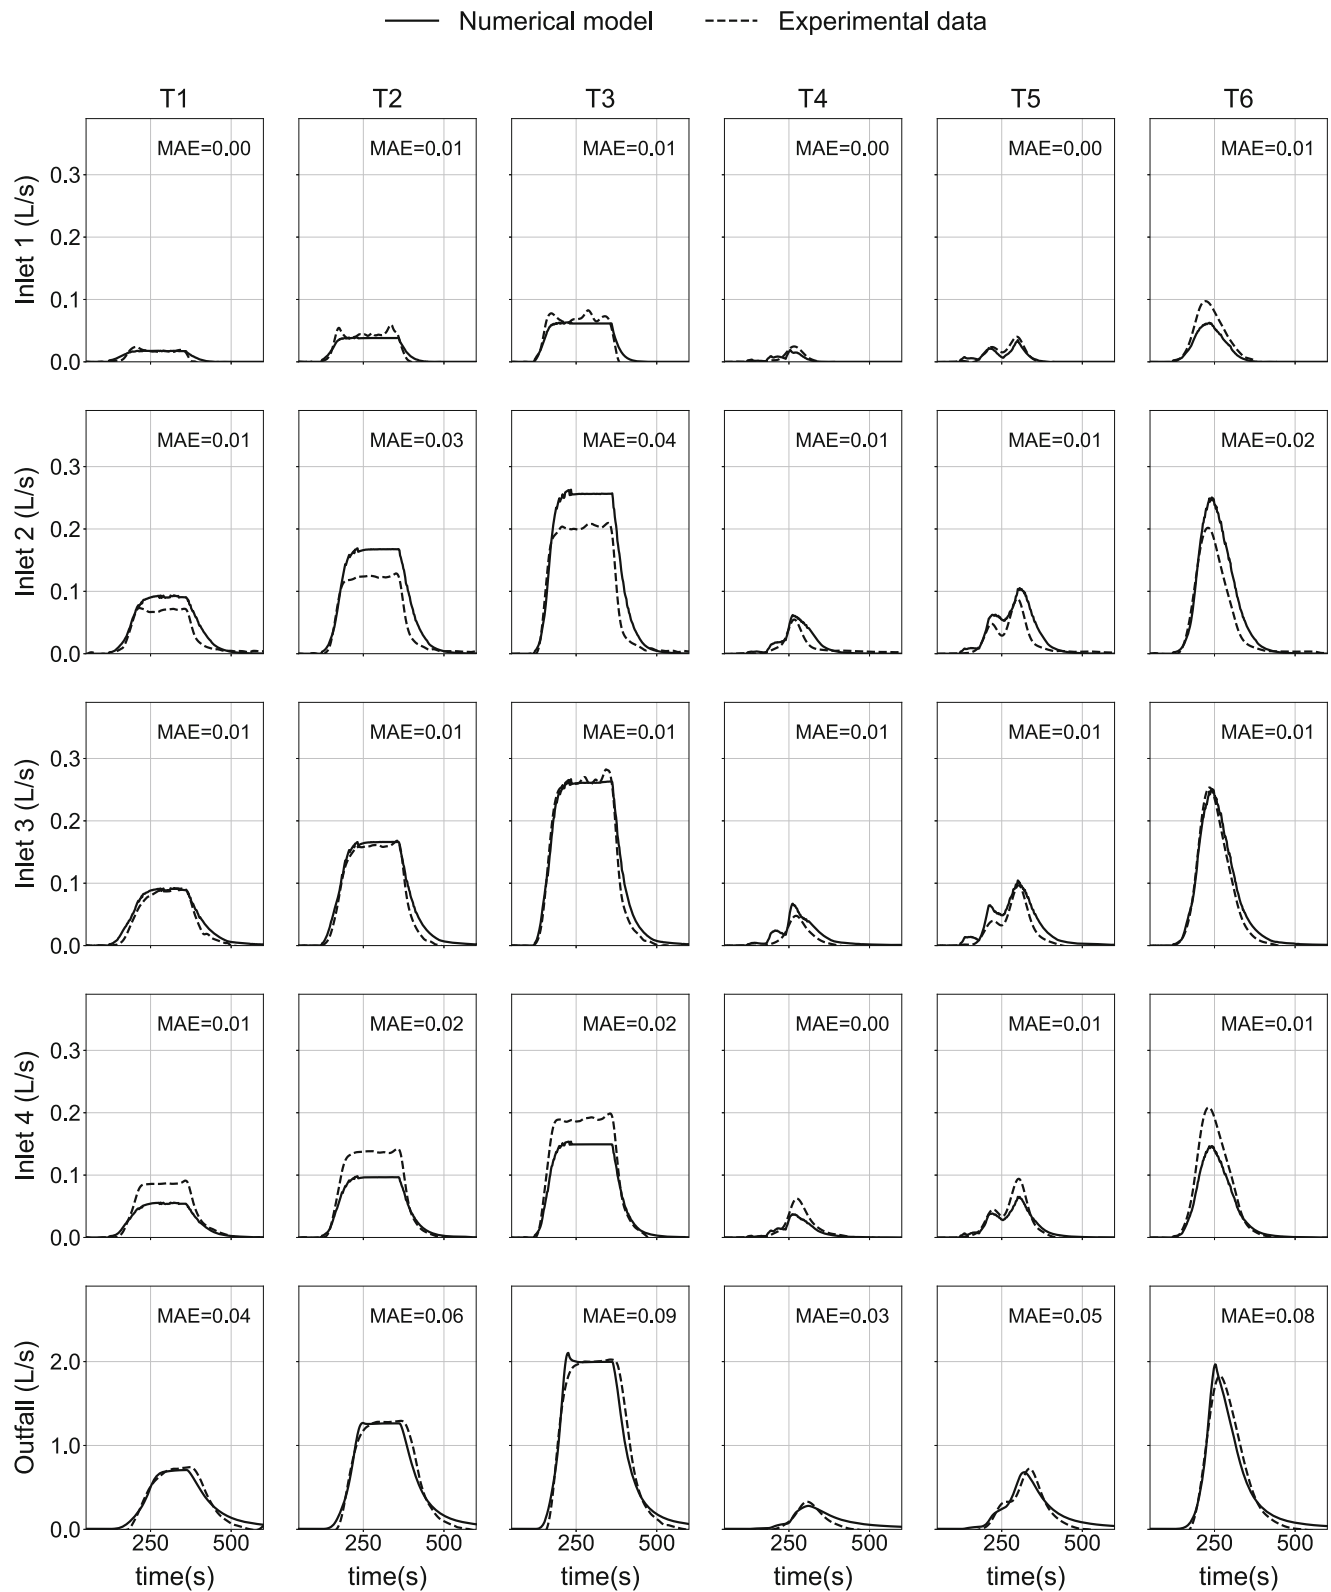 Numerical model Experimental data
T1 T2 T3 T4 T5 T6
Inlet 1 (L/s)
MAE=0.00 MAE=0.01 MAE=0.01 MAE=0.00 MAE=0.00 MAE=0.01
0.3
0.2
0.1
0.0
Inlet 2 (L/s)
MAE=0.01 MAE=0.03 MAE=0.04 MAE=0.01 MAE=0.01 MAE=0.02
0.3
0.2
0.1
0.0
Inlet 3 (L/s)
MAE=0.01 MAE=0.01 MAE=0.01 MAE=0.01 MAE=0.01 MAE=0.01
0.3
0.2
0.1
0.0
Inlet 4 (L/s)
MAE=0.01 MAE=0.02 MAE=0.02 MAE=0.00 MAE=0.01 MAE=0.01
0.3
0.2
0.1
0.0
Outfall (L/s)
MAE=0.04 MAE=0.06 MAE=0.09 MAE=0.03 MAE=0.05 MAE=0.08
2.0
1.0
0.0
250 500 250 500 250 500 250 500 250 500 250 500
time(s) time(s) time(s) time(s) time(s) time(s)